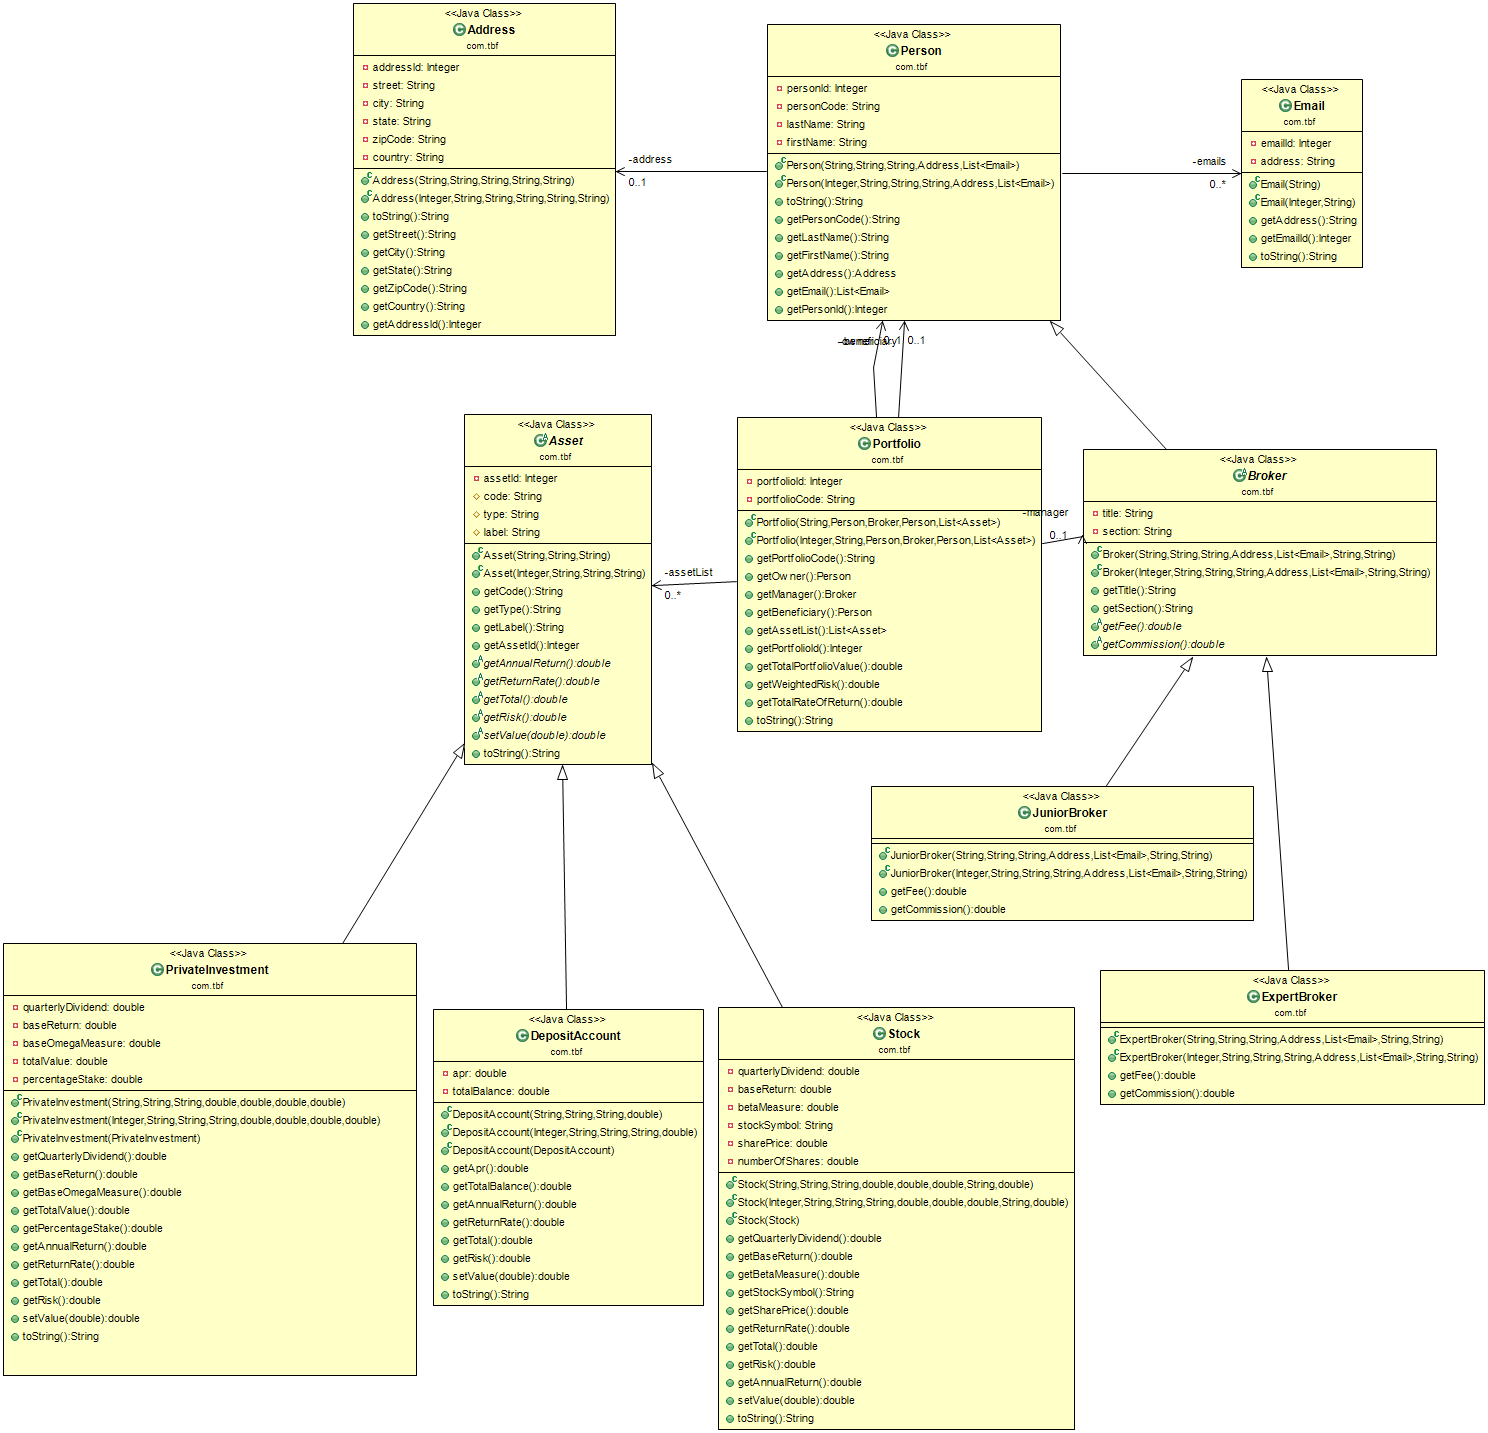 <<Java Class>>
Address
com.tbf
addressId: Integer
street: String
city: String
state: String
zipCode: String
country: String
Address(String,String,String,String,String)
Address(Integer,String,String,String,String,String)
toString():String
getStreet():String
getCity():String
getState():String
getZipCode():String
getCountry():String
getAddressId():Integer
-address
0..1
<<Java Class>>
Person
com.tbf
personId: Integer
personCode: String
lastName: String
firstName: String
Person(String,String,String,Address,List<Email>)
Person(Integer,String,String,String,Address,List<Email>)
toString():String
getPersonCode():String
getLastName():String
getFirstName():String
getAddress():Address
getEmail():List<Email>
getPersonId():Integer
-emails
0..*
<<Java Class>>
Email
com.tbf
emailId: Integer
address: String
Email(String)
Email(Integer,String)
getAddress():String
getEmailId():Integer
toString():String
0..1
0..1
<<Java Class>>
Asset
com.tbf
assetId: Integer
code: String
type: String
label: String
Asset(String,String,String)
Asset(Integer,String,String,String)
getCode():String
getType():String
getLabel():String
getAssetId():Integer
getAnnualReturn():double
getReturnRate():double
getTotal():double
getRisk():double
setValue(double):double
toString():String
-assetList
0..*
<<Java Class>>
Portfolio
com.tbf
portfolioId: Integer
portfolioCode: String
Portfolio(String,Person,Broker,Person,List<Asset>)
Portfolio(Integer,String,Person,Broker,Person,List<Asset>)
getPortfolioCode():String
getOwner():Person
getManager():Broker
getBeneficiary():Person
getAssetList():List<Asset>
getPortfolioId():Integer
getTotalPortfolioValue():double
getWeightedRisk():double
getTotalRateOfReturn():double
toString():String
-manager
0..1
<<Java Class>>
Broker
com.tbf
title: String
section: String
Broker(String,String,String,Address,List<Email>,String,String)
Broker(Integer,String,String,String,Address,List<Email>,String,String)
getTitle():String
getSection():String
getFee():double
getCommission():double
<<Java Class>>
JuniorBroker
com.tbf
JuniorBroker(String,String,String,Address,List<Email>,String,String)
JuniorBroker(Integer,String,String,String,Address,List<Email>,String,String)
getFee():double
getCommission():double
<<Java Class>>
PrivateInvestment
com.tbf
quarterlyDividend: double
baseReturn: double
baseOmegaMeasure: double
totalValue: double
percentageStake: double
PrivateInvestment(String,String,String,double,double,double,double)
PrivateInvestment(Integer,String,String,String,double,double,double,double)
PrivateInvestment(PrivateInvestment)
getQuarterlyDividend():double
getBaseReturn():double
getBaseOmegaMeasure():double
getTotalValue():double
getPercentageStake():double
getAnnualReturn():double
getReturnRate():double
getTotal():double
getRisk():double
setValue(double):double
toString():String
<<Java Class>>
DepositAccount
com.tbf
apr: double
totalBalance: double
DepositAccount(String,String,String,double)
DepositAccount(Integer,String,String,String,double)
DepositAccount(DepositAccount)
getApr():double
getTotalBalance():double
getAnnualReturn():double
getReturnRate():double
getTotal():double
getRisk():double
setValue(double):double
toString():String
<<Java Class>>
Stock
com.tbf
quarterlyDividend: double
baseReturn: double
betaMeasure: double
stockSymbol: String
sharePrice: double
numberOfShares: double
Stock(String,String,String,double,double,double,String,double)
Stock(Integer,String,String,String,double,double,double,String,double)
Stock(Stock)
getQuarterlyDividend():double
getBaseReturn():double
getBetaMeasure():double
getStockSymbol():String
getSharePrice():double
getReturnRate():double
getTotal():double
getRisk():double
getAnnualReturn():double
setValue(double):double
toString():String
<<Java Class>>
ExpertBroker
com.tbf
ExpertBroker(String,String,String,Address,List<Email>,String,String)
ExpertBroker(Integer,String,String,String,Address,List<Email>,String,String)
getFee():double
getCommission():double